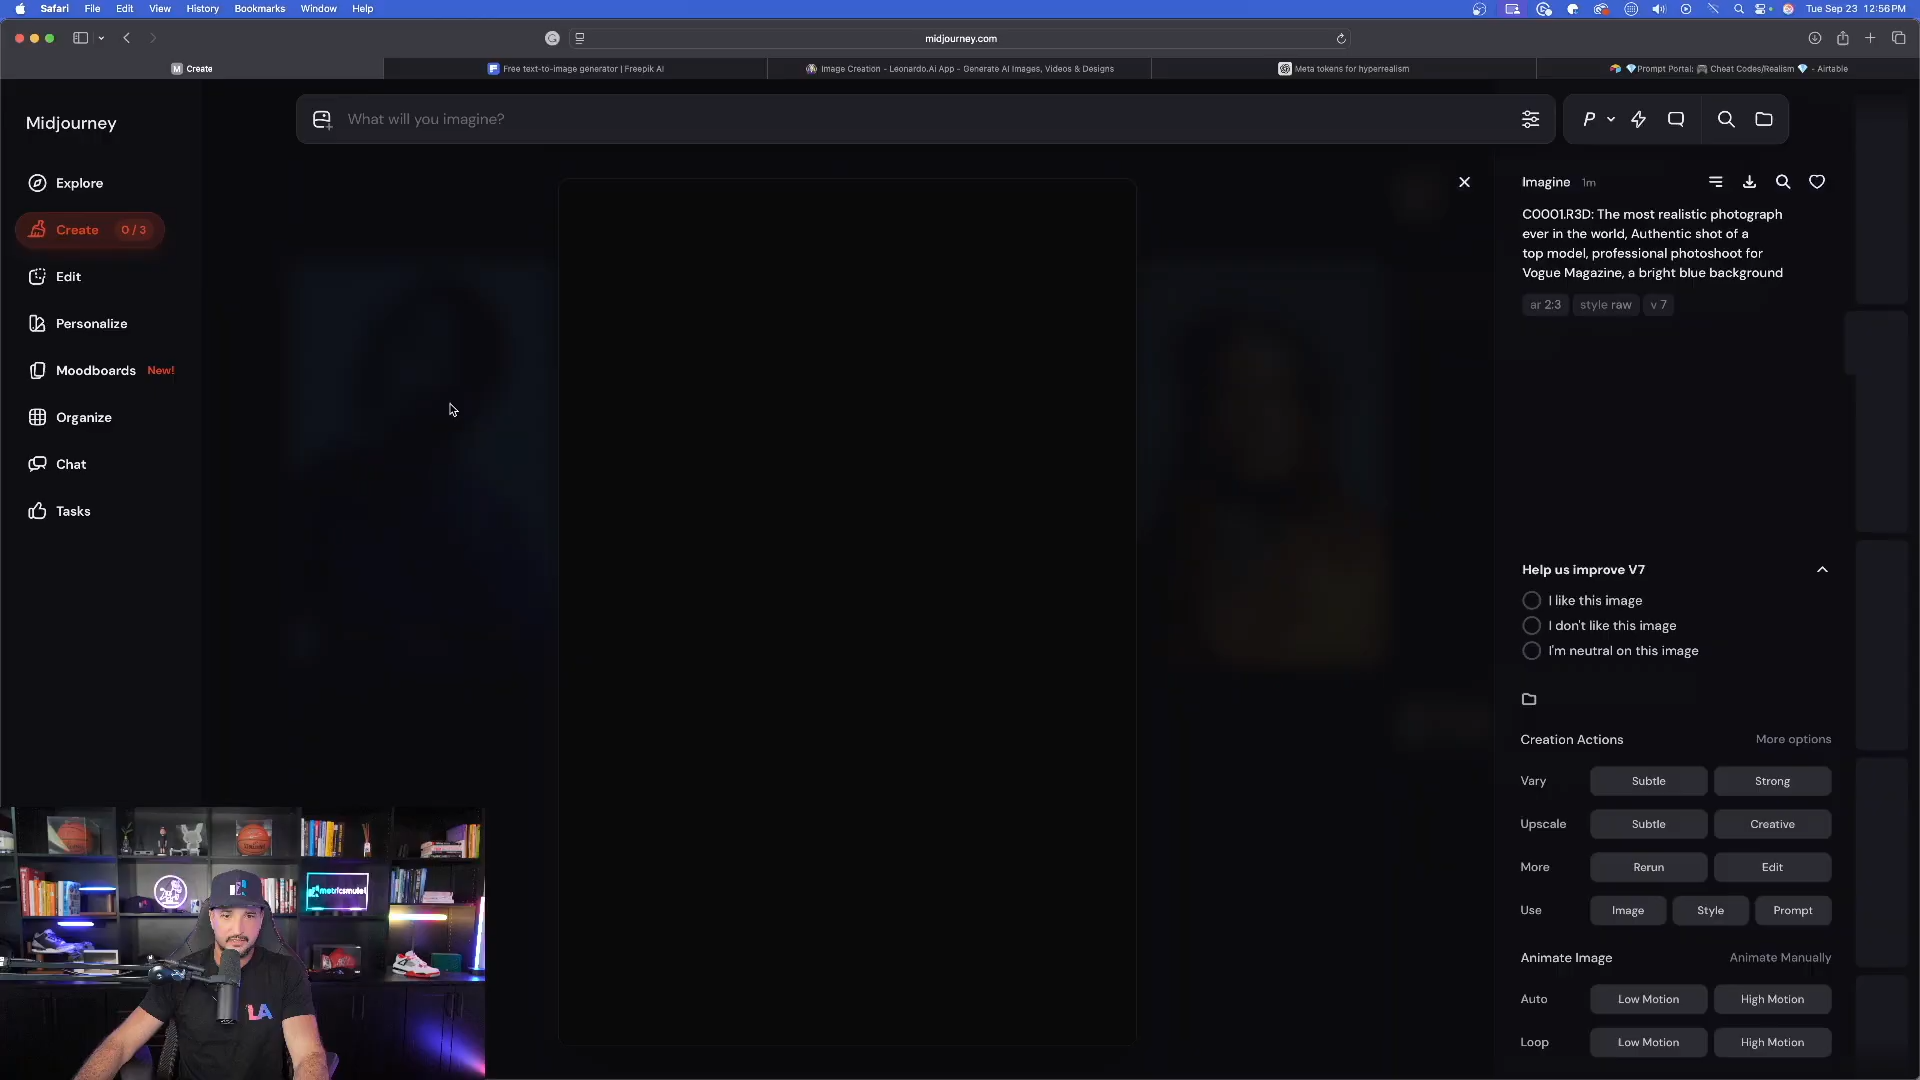 Safari File Edit View History Bookmarks Window Help
Tue Sep 23 12:56 PM
midjourney.com
Create
Free text-to-image generator | Freepik AI
Image Creation - Leonardo.Ai App - Generate AI Images, Videos & Designs
Meta tokens for hyperrealism
💎Prompt Portal: 🎮 Cheat Codes/Realism 💎 - Airtable
Midjourney
What will you imagine?
P
Explore
Create 0 / 3
Edit
Personalize
Moodboards New!
Organize
Chat
Tasks
Imagine 1m
C0001.R3D: The most realistic photograph
ever in the world, Authentic shot of a
top model, professional photoshoot for
Vogue Magazine, a bright blue background
ar 2:3 style raw v 7
Help us improve V7
I like this image
I don't like this image
I'm neutral on this image
Creation Actions More options
Vary Subtle Strong
Upscale Subtle Creative
More Rerun Edit
Use Image Style Prompt
Animate Image Animate Manually
Auto Low Motion High Motion
Loop Low Motion High Motion
metricsmule
LA